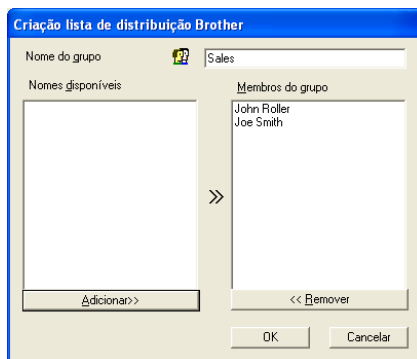 Criação lista de distribuição Brother
Nome do grupo
Sales
Nomes disponíveis
Membros do grupo
John Roller
Joe Smith
>>
Adicionar>>
<< Remover
OK
Cancelar